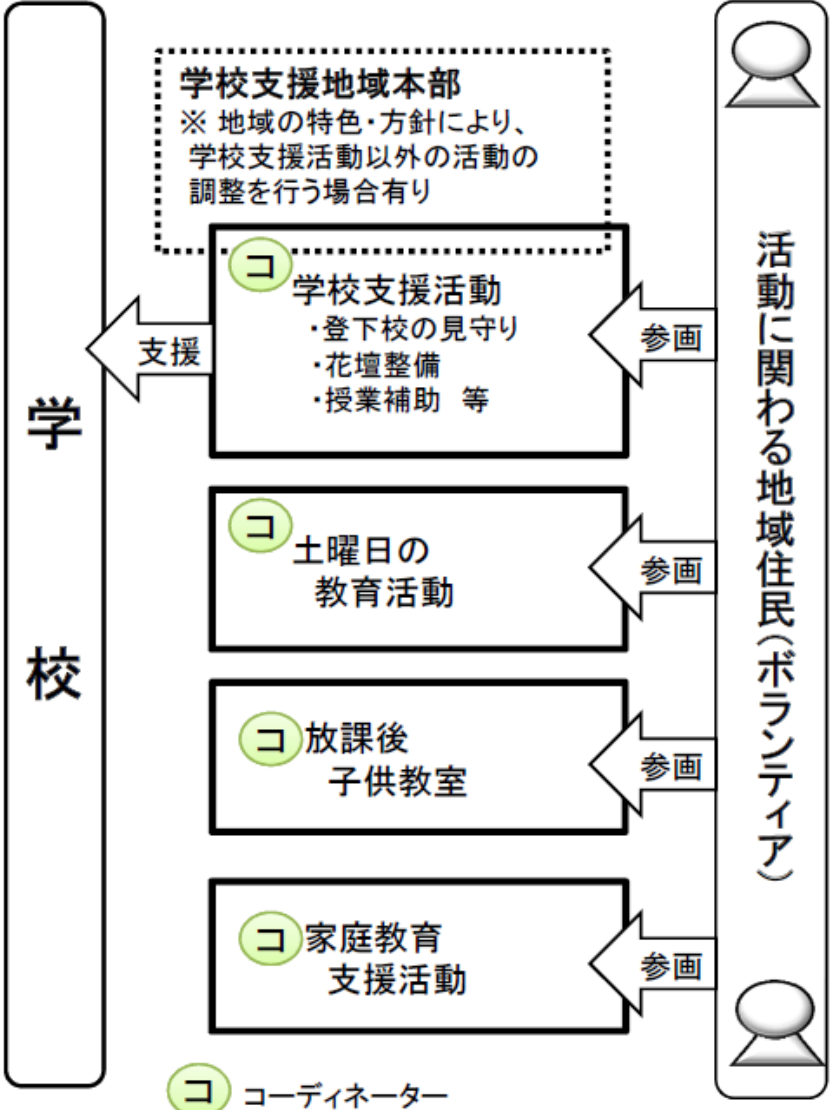 学校支援地域本部
※ 地域の特色・方針により、
学校支援活動以外の活動の
調整を行う場合有り
コ
学校支援活動
・登下校の見守り
・花壇整備
・授業補助　等
支援
参画
学校
コ
土曜日の
教育活動
参画
コ
放課後
子供教室
参画
コ
家庭教育
支援活動
参画
活動に関わる地域住民（ボランティア）
コ コーディネーター